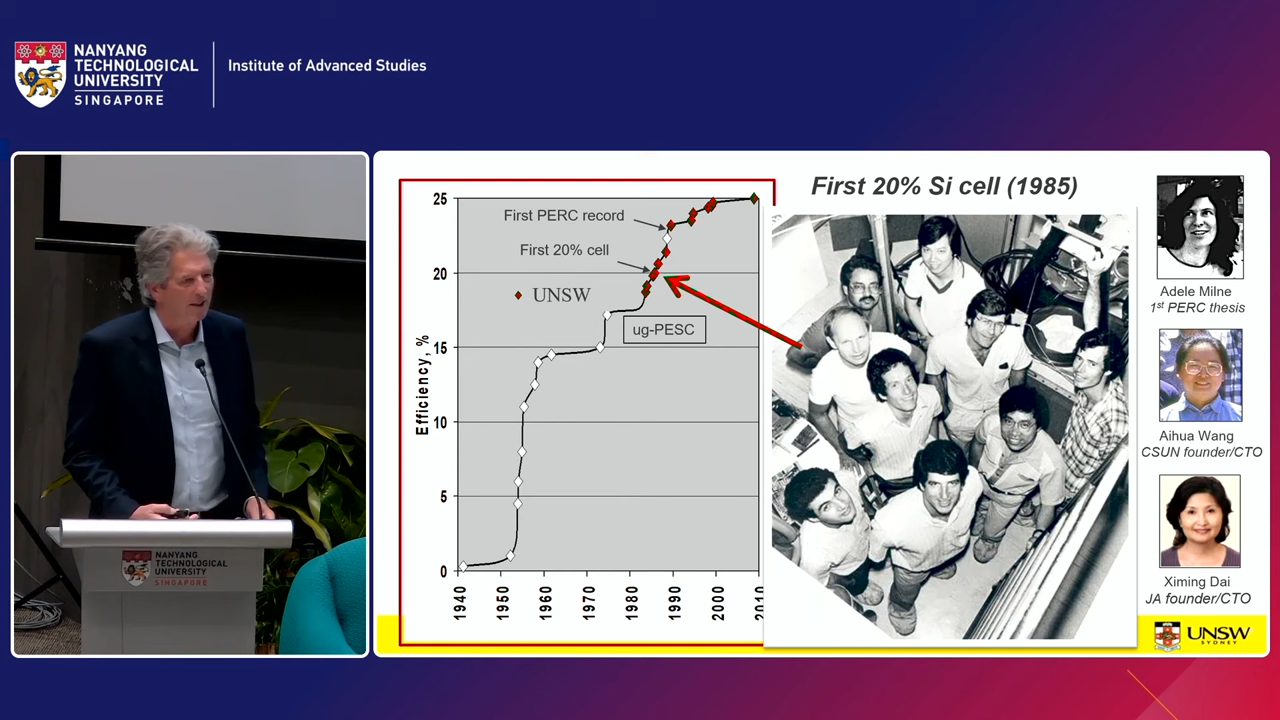 NANYANG
TECHNOLOGICAL
UNIVERSITY
SINGAPORE
Institute of Advanced Studies
First 20% Si cell (1985)
25
20
15
10
5
0
Efficiency, %
First PERC record
First 20% cell
UNSW
ug-PESC
1940
1950
1960
1970
1980
1990
2000
2010
Adele Milne
1st PERC thesis
Aihua Wang
CSUN founder/CTO
Ximing Dai
JA founder/CTO
UNSW
SYDNEY
NANYANG
TECHNOLOGICAL
UNIVERSITY
SINGAPORE